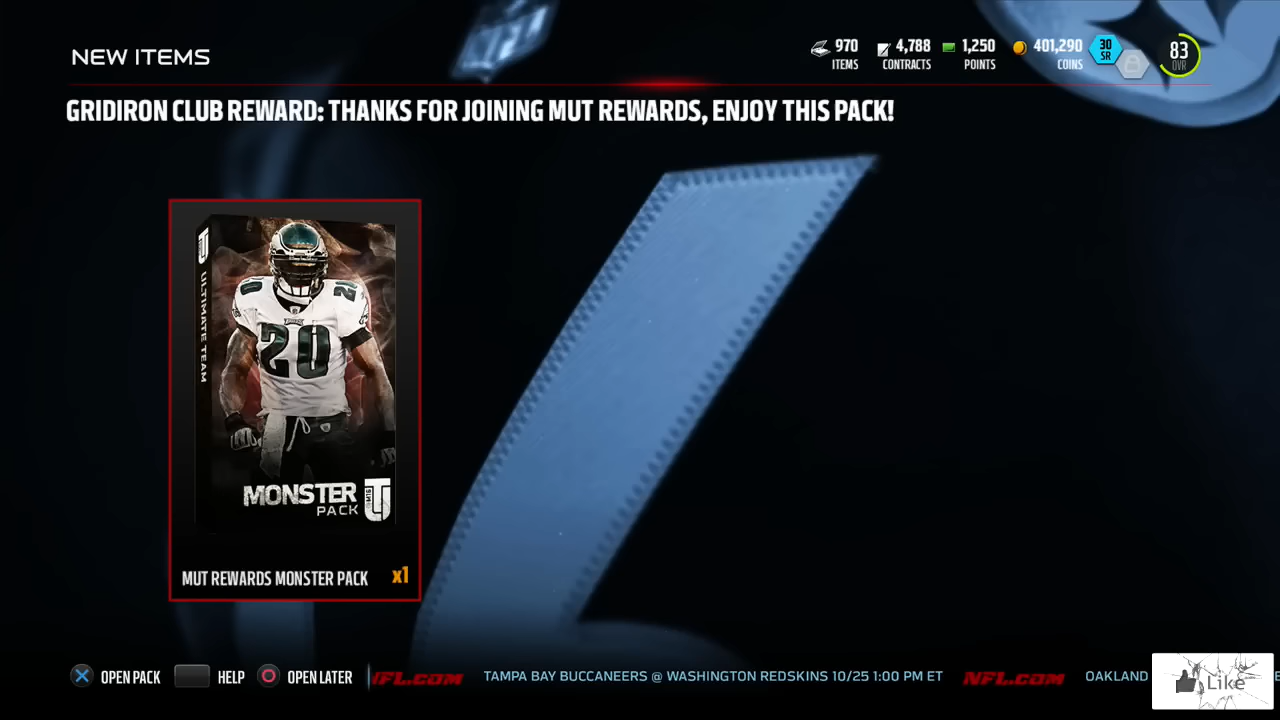 NEW ITEMS
970 ITEMS
4,788 CONTRACTS
1,250 POINTS
401,290 COINS
30 SR
83 OVR
GRIDIRON CLUB REWARD: THANKS FOR JOINING MUT REWARDS, ENJOY THIS PACK!
ULTIMATE TEAM
20
20
20
MONSTER
PACK
MUT REWARDS MONSTER PACK x1
OPEN PACK HELP OPEN LATER NFL.COM TAMPA BAY BUCCANEERS @ WASHINGTON REDSKINS 10/25 1:00 PM ET NFL.COM OAKLAND
Like